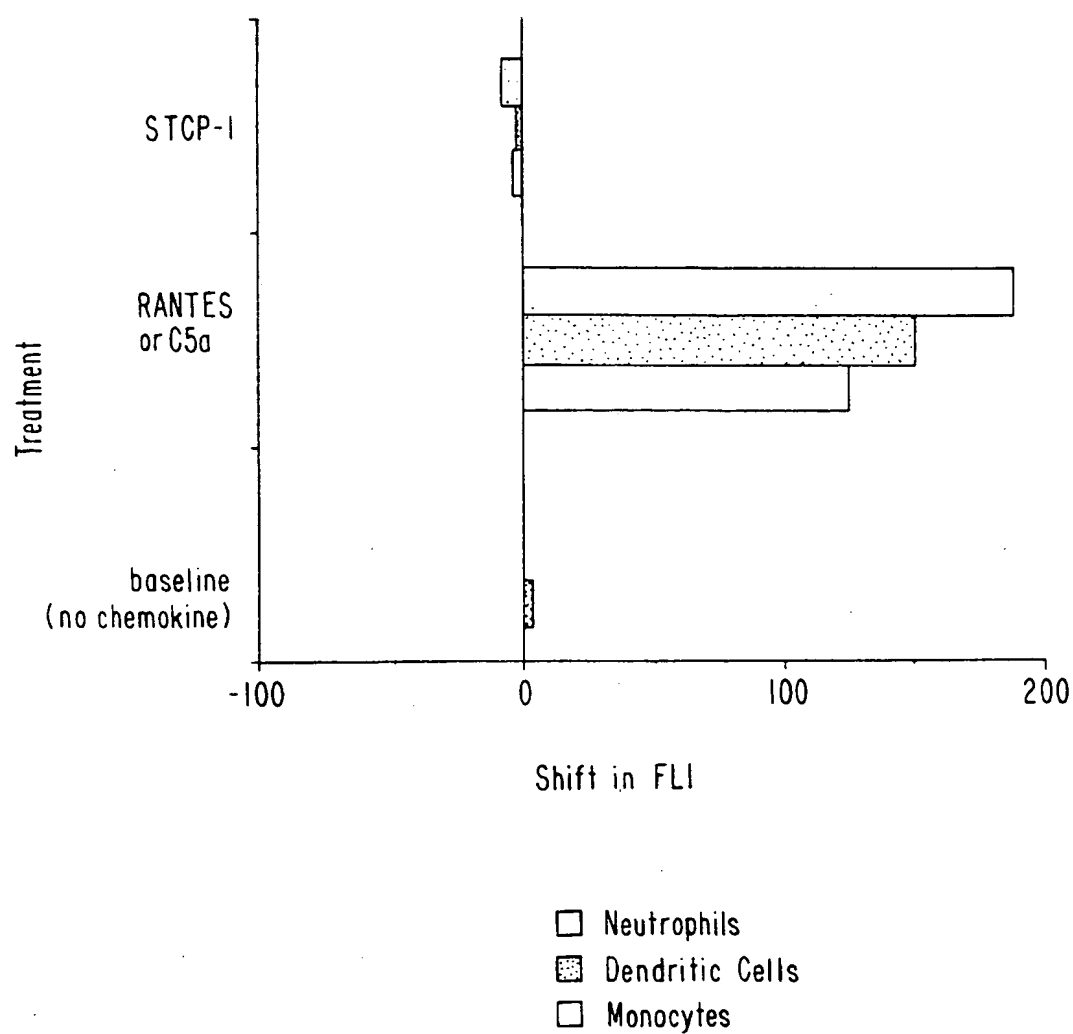 STCP-1
RANTES
or C5a
Treatment
baseline
(no chemokine)
-100 0 100 200
Shift in FL1
Neutrophils
Dendritic Cells
Monocytes